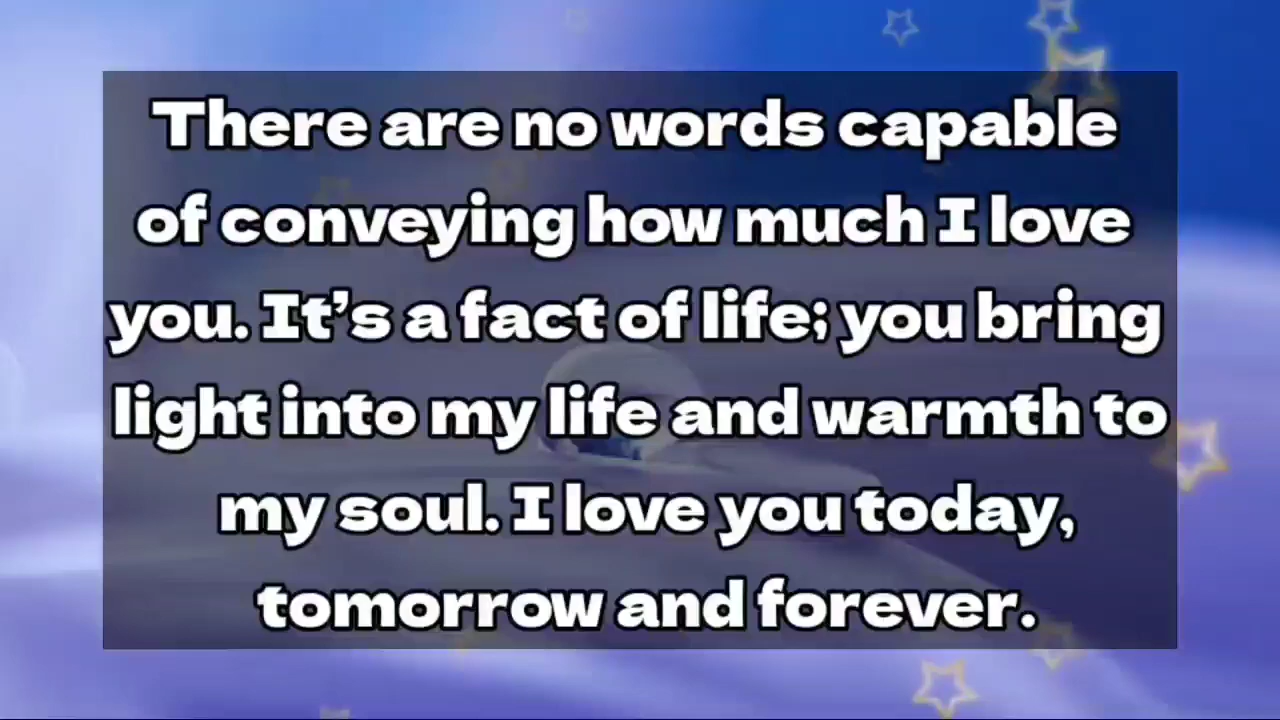 There are no words capable
of conveying how much I love
you. It’s a fact of life; you bring
light into my life and warmth to
my soul. I love you today,
tomorrow and forever.